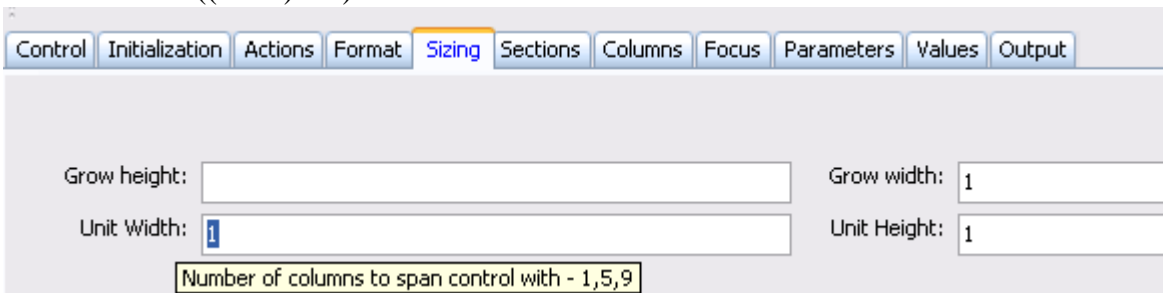 Control Initialization Actions Format Sizing Sections Columns Focus Parameters Values Output
Grow height: Grow width: 1
Unit Width: 1 Unit Height: 1
Number of columns to span control with - 1,5,9